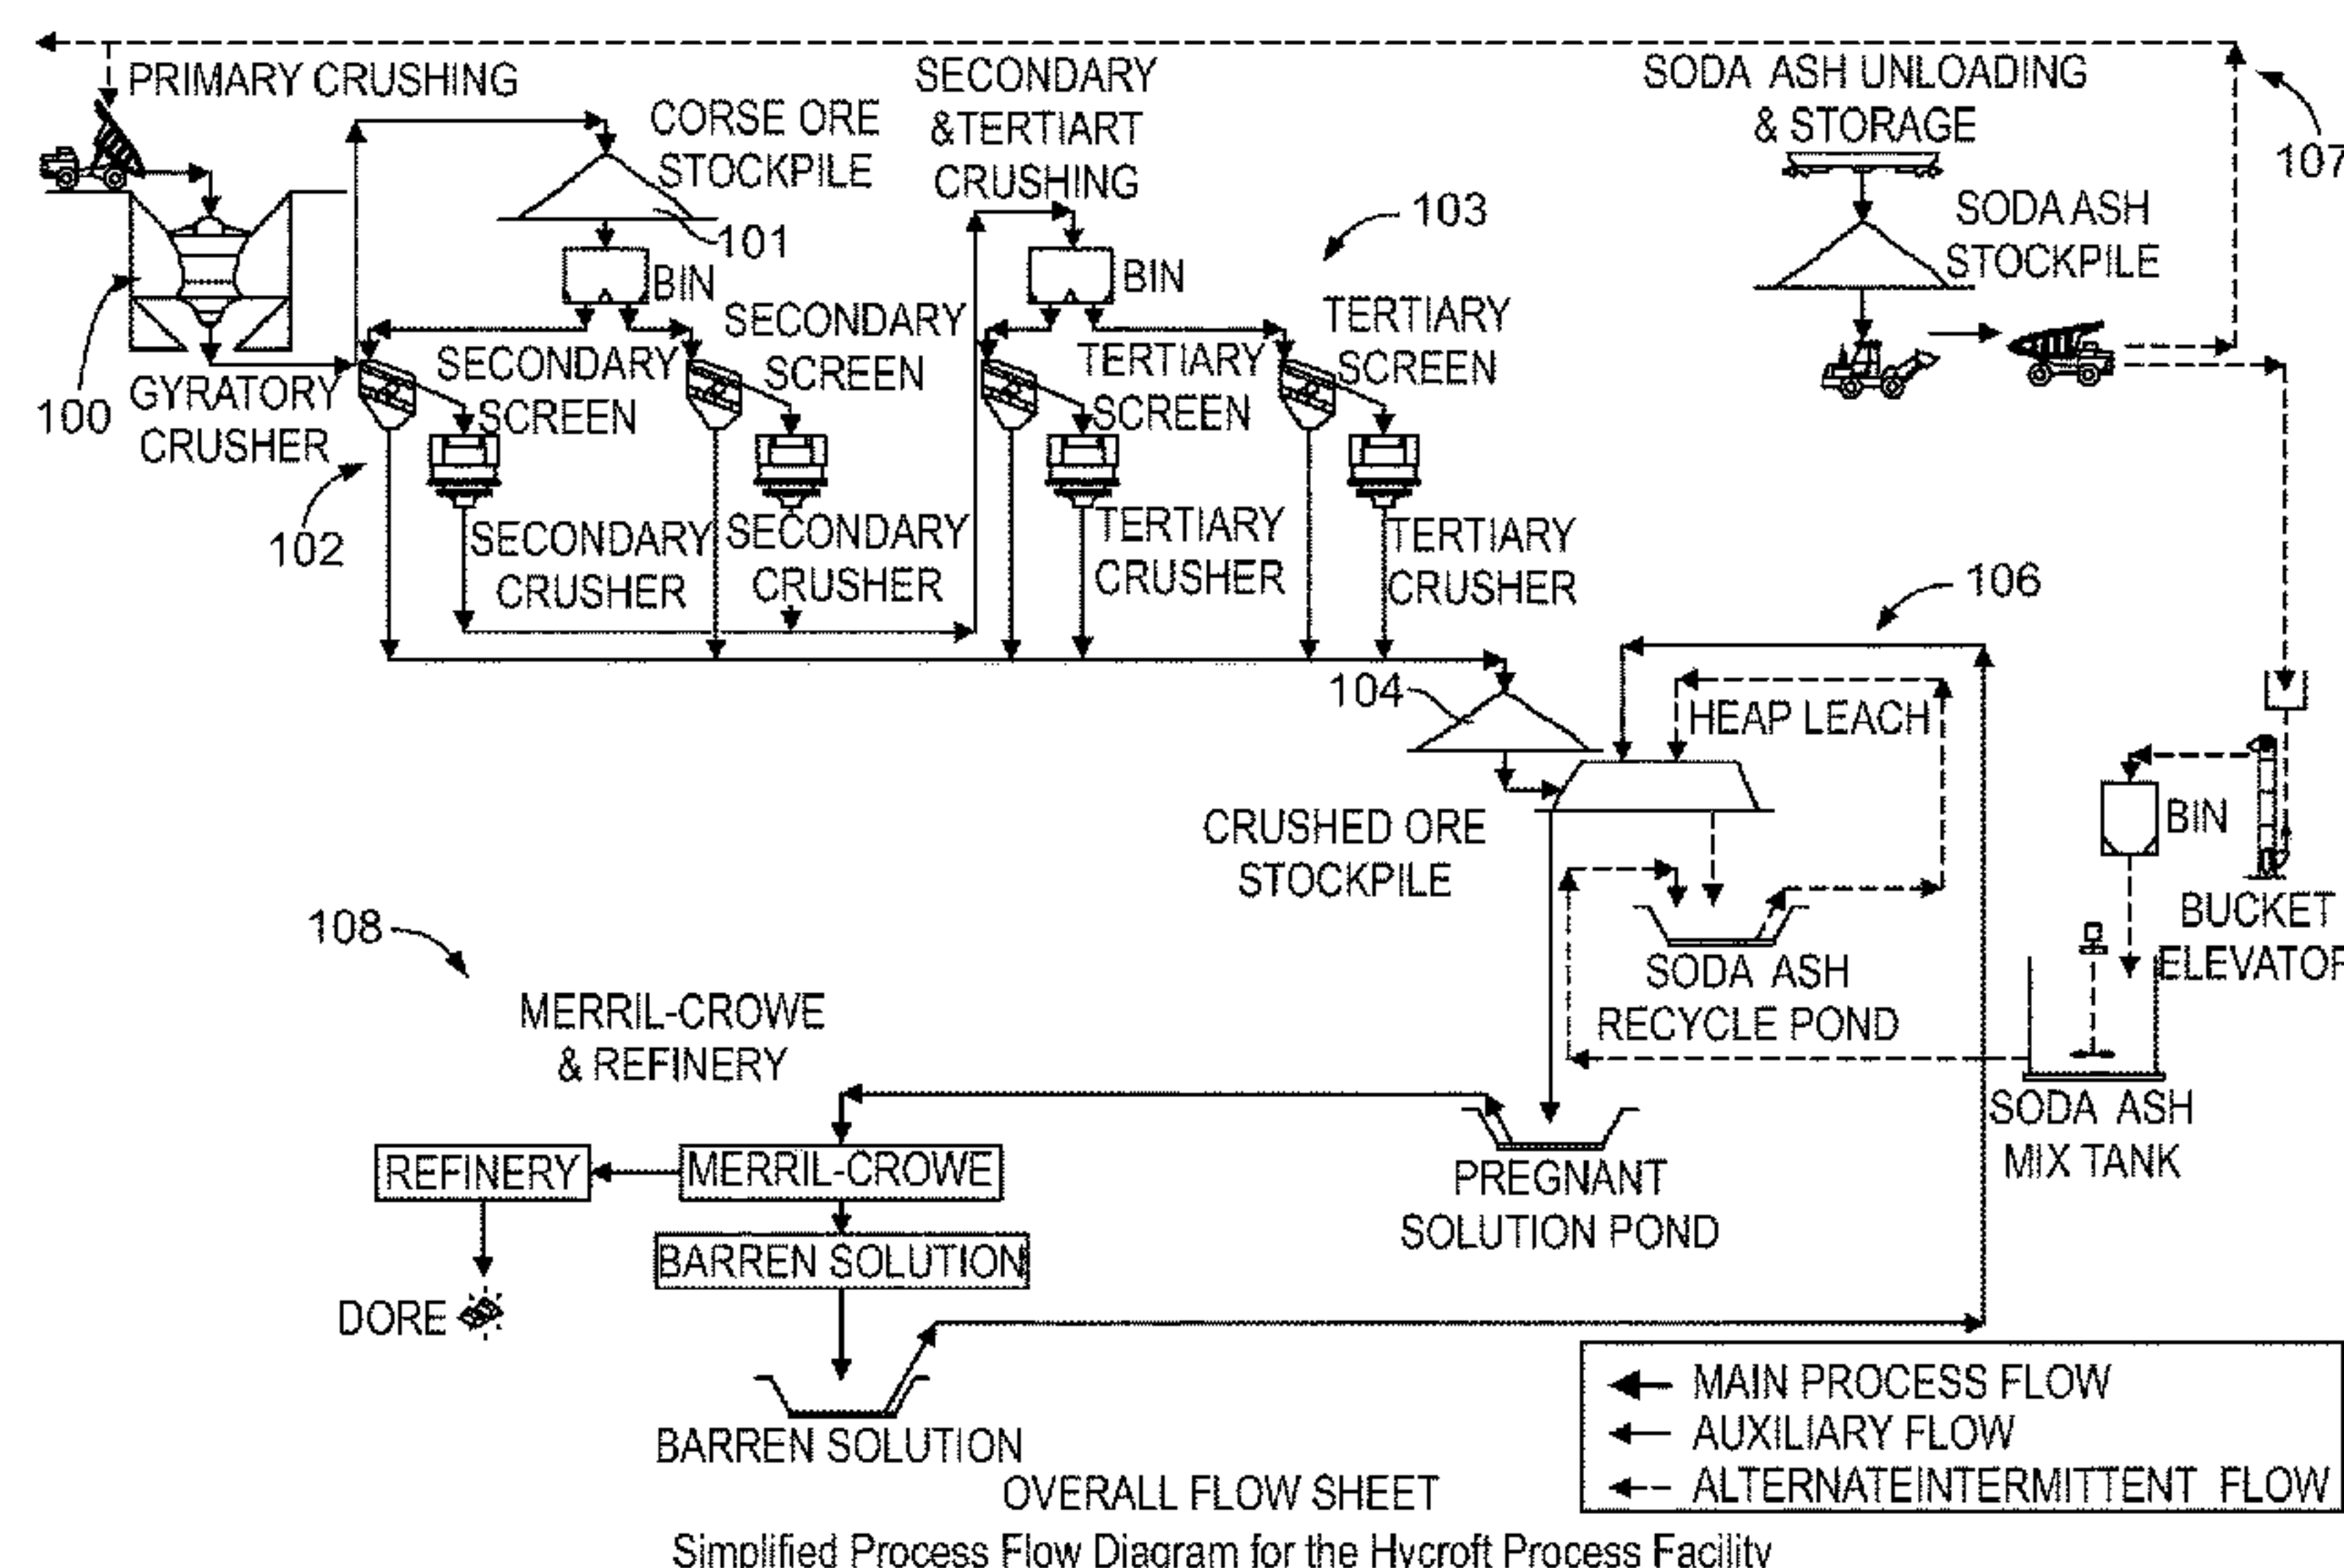 PRIMARY CRUSHING
CORSE ORE
STOCKPILE
101
BIN
100
GYRATORY
CRUSHER
102
SECONDARY
SCREEN
SECONDARY
SCREEN
SECONDARY
CRUSHER
SECONDARY
CRUSHER
SECONDARY
&TERTIART
CRUSHING
103
BIN
TERTIARY
SCREEN
TERTIARY
SCREEN
TERTIARY
CRUSHER
TERTIARY
CRUSHER
SODA ASH UNLOADING
& STORAGE
107
SODA ASH
STOCKPILE
106
104
HEAP LEACH
CRUSHED ORE
STOCKPILE
BIN
BUCKET
ELEVATOR
SODA ASH
RECYCLE POND
SODA ASH
MIX TANK
108
MERRIL-CROWE
& REFINERY
REFINERY
MERRIL-CROWE
PREGNANT
SOLUTION POND
BARREN SOLUTION
DORE
BARREN SOLUTION
MAIN PROCESS FLOW
AUXILIARY FLOW
ALTERNATEINTERMITTENT FLOW
OVERALL FLOW SHEET
Simplified Process Flow Diagram for the Hycroft Process Facility